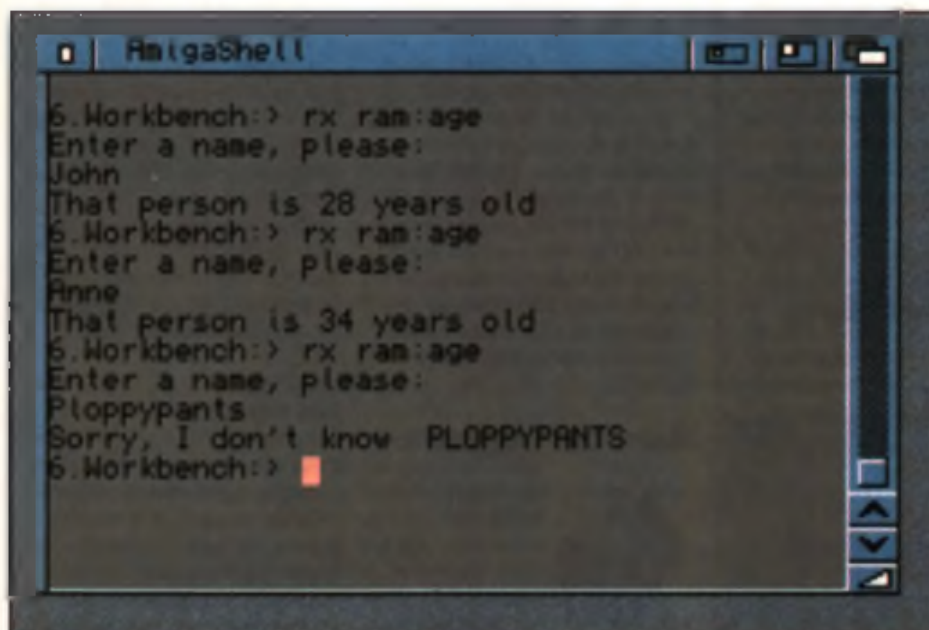 AmigaShell
6.Workbench:> rx ram:age
Enter a name, please:
John
That person is 28 years old
6.Workbench:> rx ram:age
Enter a name, please:
Anne
That person is 34 years old
6.Workbench:> rx ram:age
Enter a name, please:
Ploppypants
Sorry, I don't know  PLOPPYPANTS
6.Workbench:>